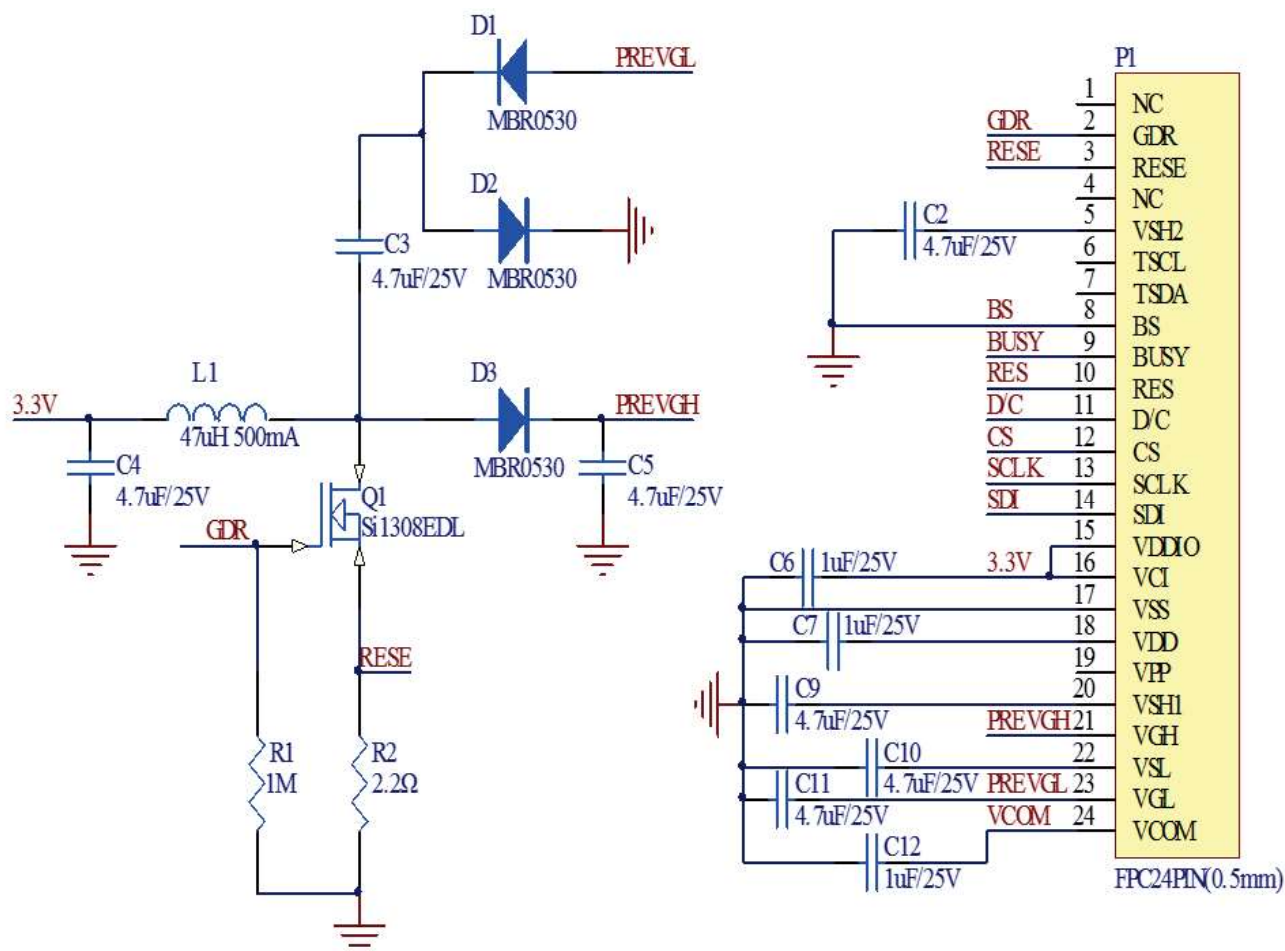 D1
PREVGL
MBR0530
D2
MBR0530
C3
4.7uF/25V
L1
3.3V
47uH 500mA
D3
PREVGH
MBR0530
C4
4.7uF/25V
C5
4.7uF/25V
Q1
Si1308EDL
GDR
RESE
R1
1M
R2
2.2Ω
P1
1 NC
GDR 2 GDR
RESE 3 RESE
4 NC
C2
4.7uF/25V
5 VSH2
6 TSCL
7 TSDA
BS 8 BS
BUSY 9 BUSY
RES 10 RES
D/C 11 D/C
CS 12 CS
SCLK 13 SCLK
SDI 14 SDI
15 VDDIO
C6 1uF/25V 3.3V 16 VCI
17 VSS
C7 1uF/25V 18 VDD
19 VPP
C9
4.7uF/25V
20 VSH1
PREVGH 21 VGH
C10
4.7uF/25V
22 VSL
C11
4.7uF/25V
PREVGL 23 VGL
VCOM 24 VCOM
C12
1uF/25V
FPC24PIN(0.5mm)